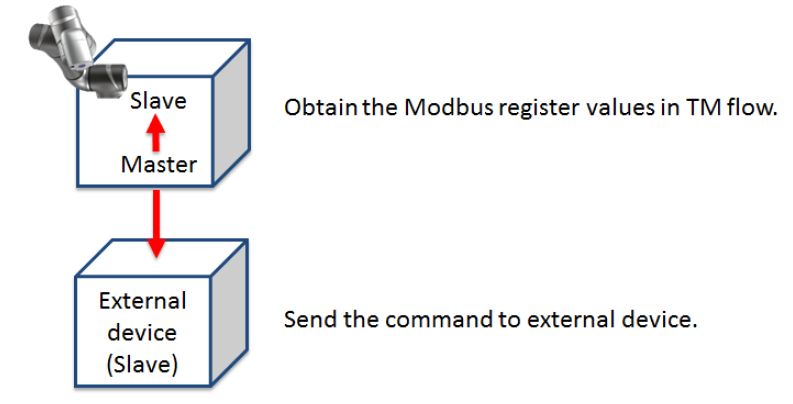 Slave
Obtain the Modbus register values in TM flow.
Master
External
device
(Slave)
Send the command to external device.